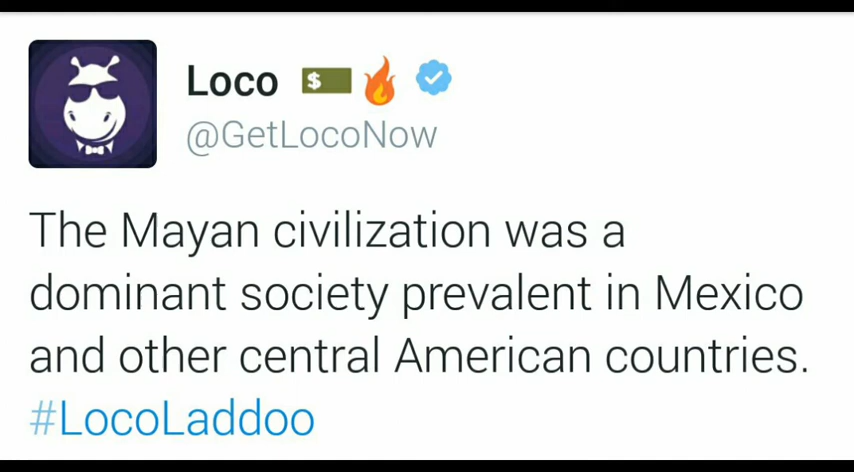 Loco 💵🔥
@GetLocoNow
The Mayan civilization was a
dominant society prevalent in Mexico
and other central American countries.
#LocoLaddoo